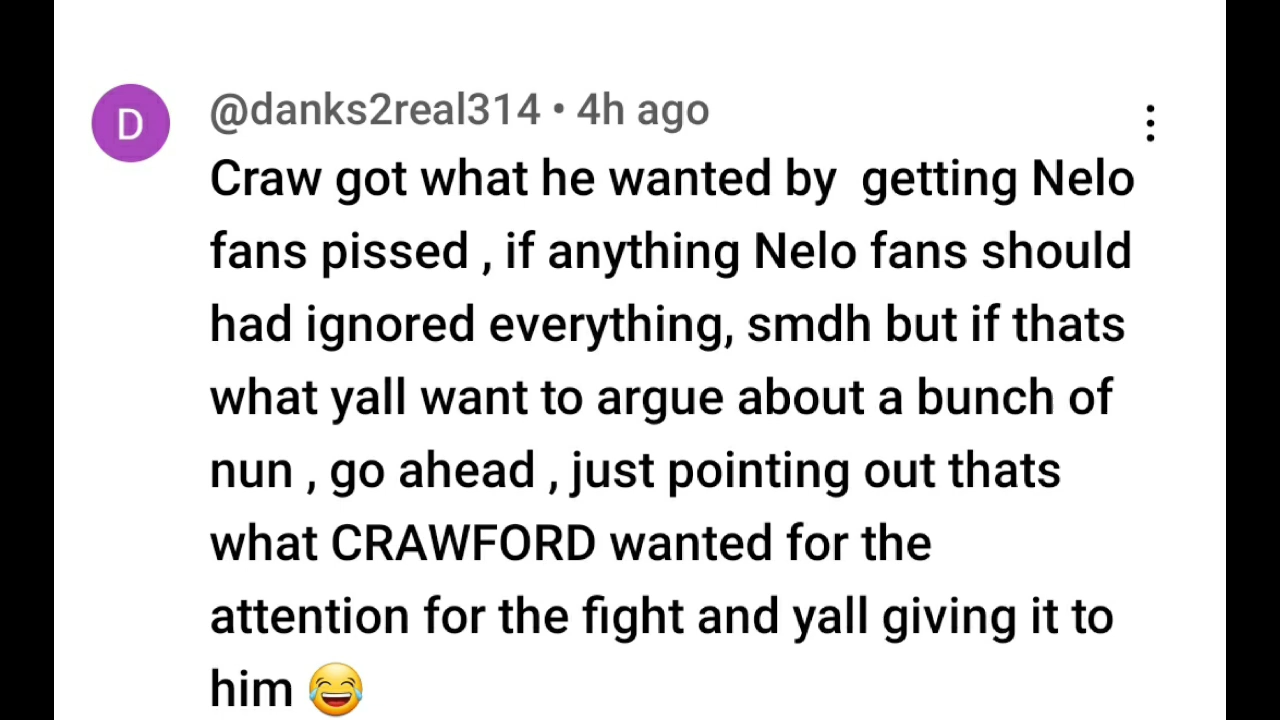 D
@danks2real314 • 4h ago
Craw got what he wanted by  getting Nelo
fans pissed , if anything Nelo fans should
had ignored everything, smdh but if thats
what yall want to argue about a bunch of
nun , go ahead , just pointing out thats
what CRAWFORD wanted for the
attention for the fight and yall giving it to
him 😂